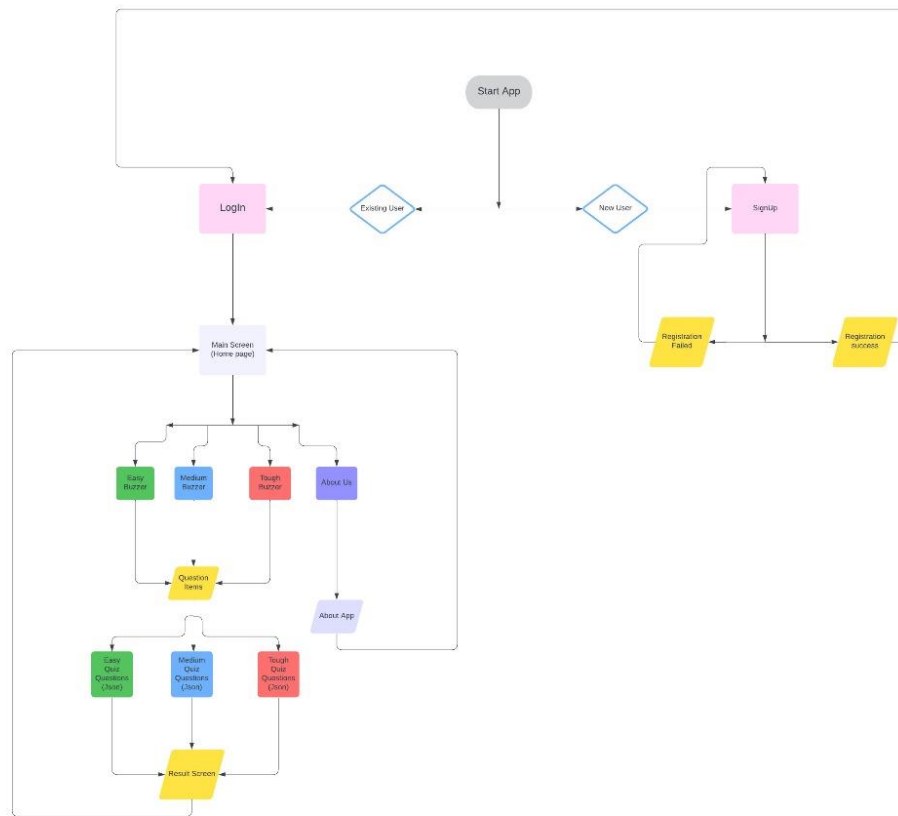 Start App
LogIn
Existing User
New User
SignUp
Main Screen
(Home page)
Registration
Failed
Registration
success
Easy
Buzzer
Medium
Buzzer
Tough
Buzzer
About Us
Question
Items
About App
Easy
Quiz
Questions
(Json)
Medium
Quiz
Questions
(Json)
Tough
Quiz
Questions
(Json)
Result Screen